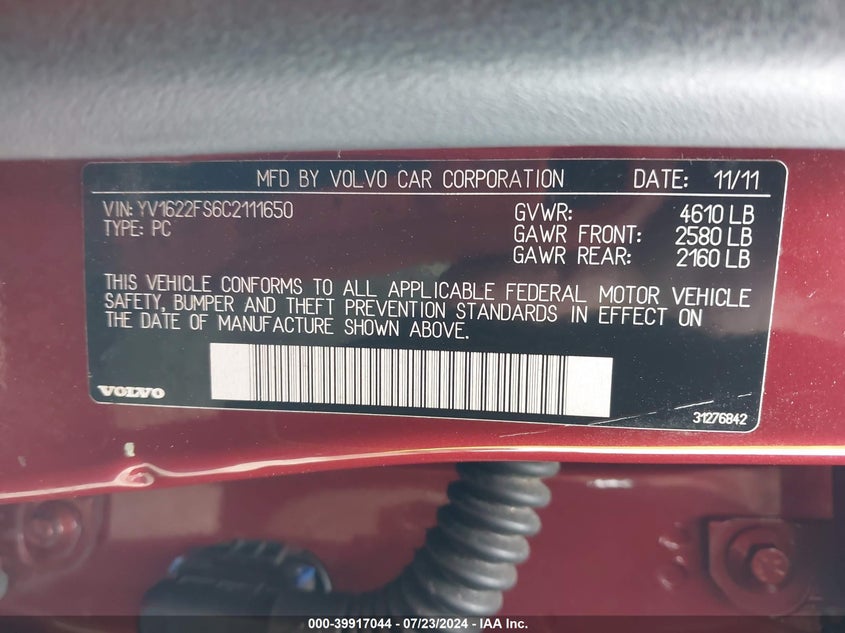 MFD BY VOLVO CAR CORPORATION DATE: 11/11
VIN: YV1622FS6C2111650 GVWR: 4610 LB
TYPE: PC GAWR FRONT: 2580 LB
GAWR REAR: 2160 LB
THIS VEHICLE CONFORMS TO ALL APPLICABLE FEDERAL MOTOR VEHICLE
SAFETY, BUMPER AND THEFT PREVENTION STANDARDS IN EFFECT ON
THE DATE OF MANUFACTURE SHOWN ABOVE.
VOLVO
31276842
000-39917044 / 07/23/2024 - IAA Inc.